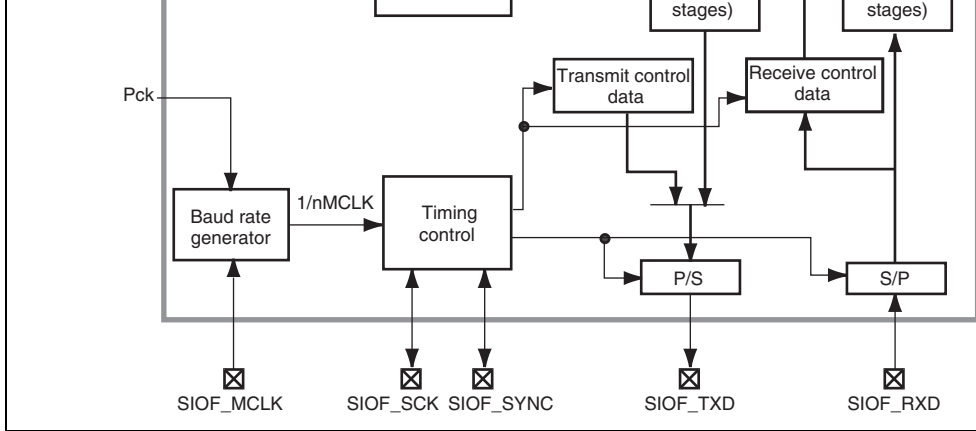 stages)
stages)
Transmit control
data
Receive control
data
Pck
1/nMCLK
Baud rate
generator
Timing
control
P/S
S/P
SIOF_MCLK
SIOF_SCK
SIOF_SYNC
SIOF_TXD
SIOF_RXD